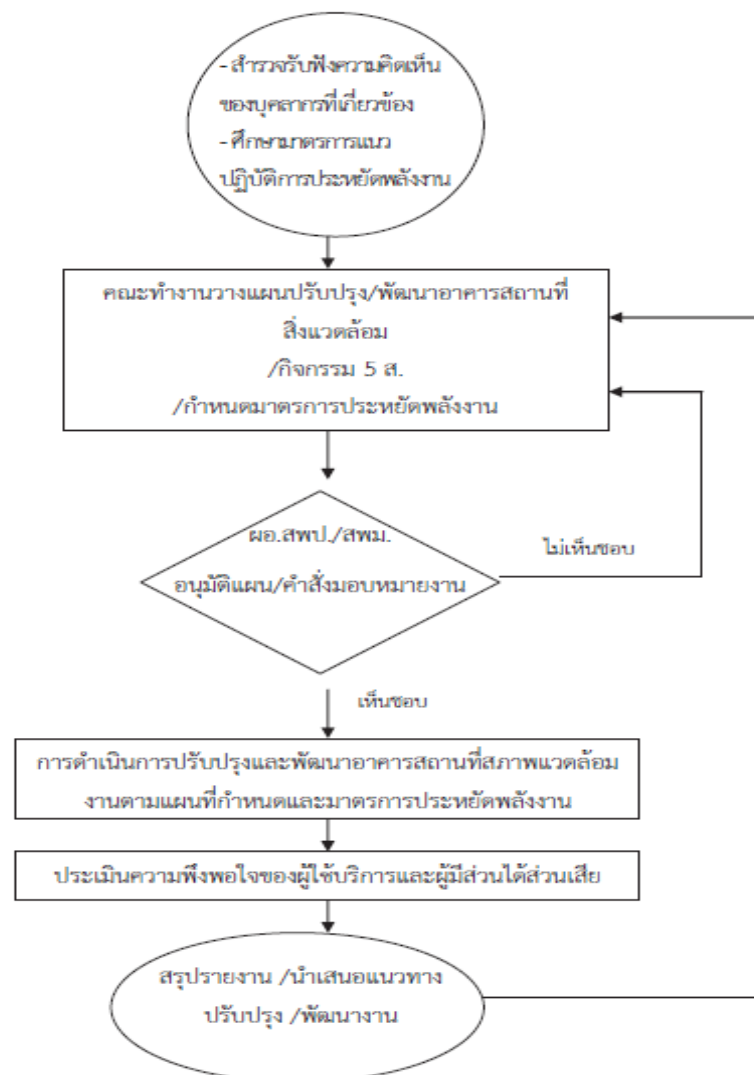 - สำรวจรับฟังความคิดเห็น
ของบุคลากรที่เกี่ยวข้อง
- ศึกษามาตรการแนว
ปฏิบัติการประหยัดพลังงาน
คณะทำงานวางแผนปรับปรุง/พัฒนาอาคารสถานที่
สิ่งแวดล้อม
/กิจกรรม 5 ส.
/กำหนดมาตรการประหยัดพลังงาน
ผอ.สพป./สพม.
อนุมัติแผน/คำสั่งมอบหมายงาน
ไม่เห็นชอบ
เห็นชอบ
การดำเนินการปรับปรุงและพัฒนาอาคารสถานที่สภาพแวดล้อม
งานตามแผนที่กำหนดและมาตรการประหยัดพลังงาน
ประเมินความพึงพอใจของผู้ใช้บริการและผู้มีส่วนได้ส่วนเสีย
สรุปรายงาน /นำเสนอแนวทาง
ปรับปรุง /พัฒนางาน